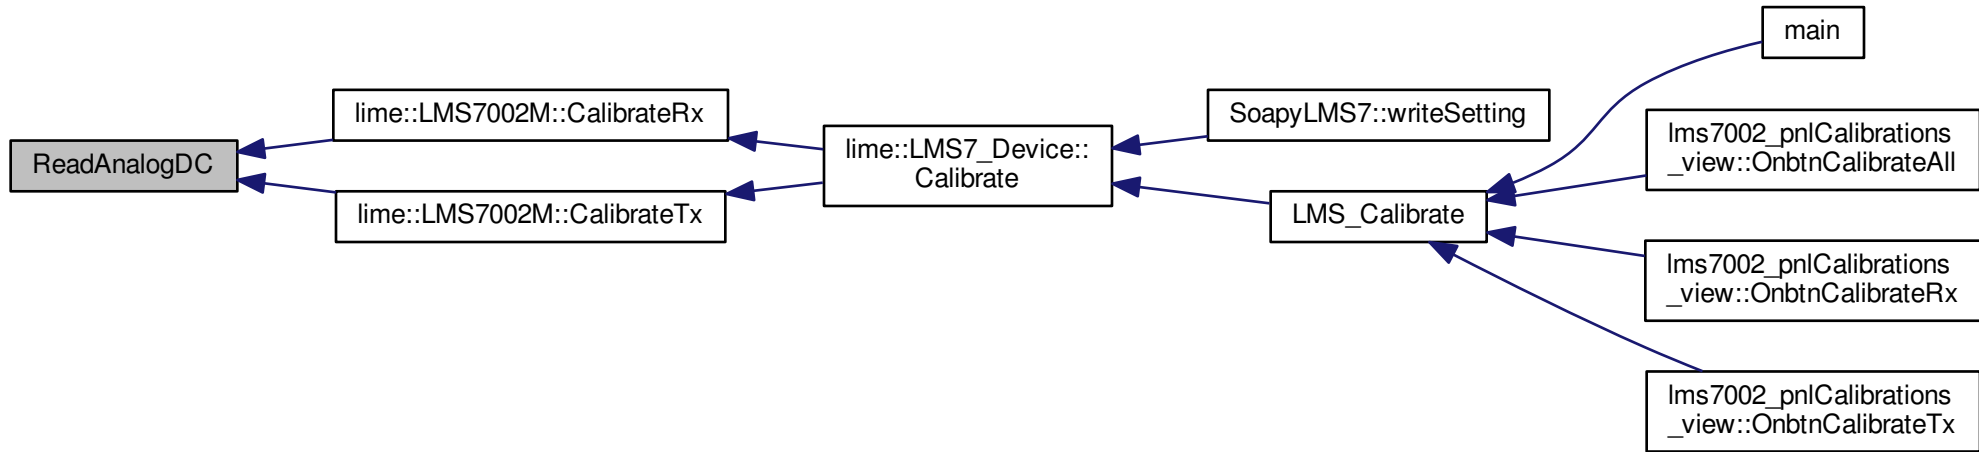 ReadAnalogDC
lime::LMS7002M::CalibrateRx
lime::LMS7002M::CalibrateTx
lime::LMS7_Device::
Calibrate
SoapyLMS7::writeSetting
LMS_Calibrate
main
lms7002_pnlCalibrations
_view::OnbtnCalibrateAll
lms7002_pnlCalibrations
_view::OnbtnCalibrateRx
lms7002_pnlCalibrations
_view::OnbtnCalibrateTx